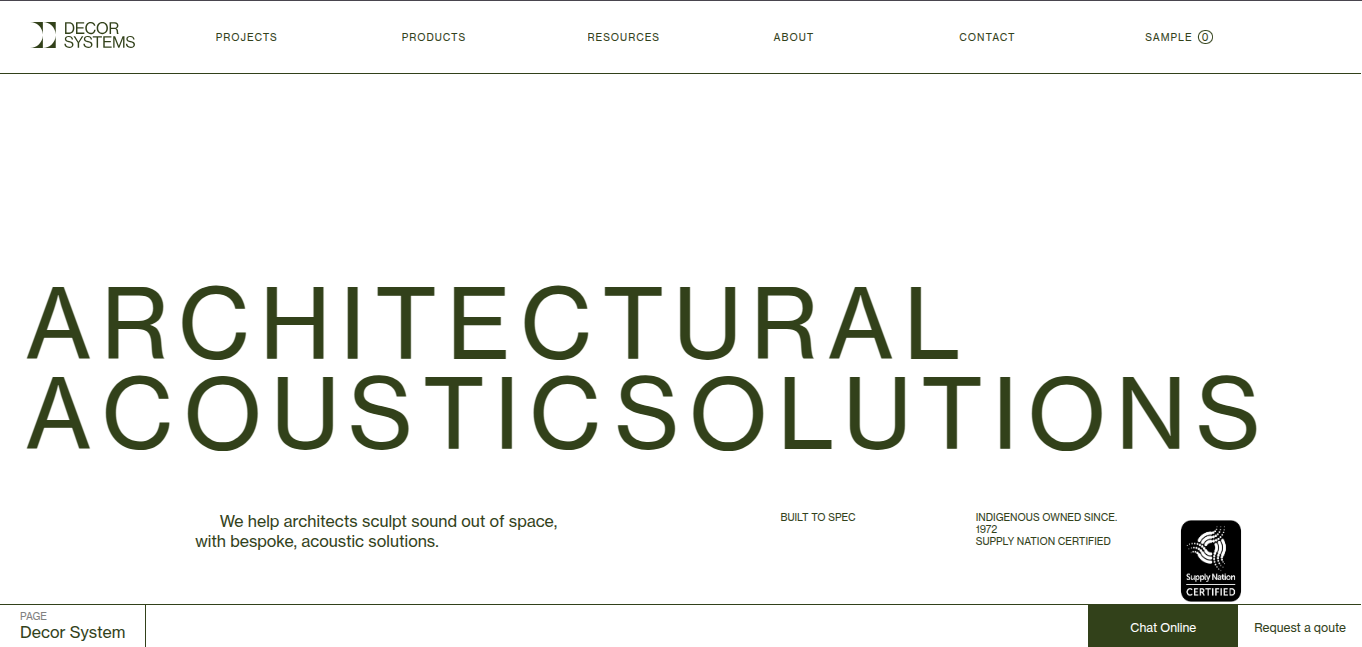 DECOR
SYSTEMS
PROJECTS
PRODUCTS
RESOURCES
ABOUT
CONTACT
SAMPLE 0
ARCHITECTURAL
ACOUSTICSOLUTIONS
We help architects sculpt sound out of space,
with bespoke, acoustic solutions.
BUILT TO SPEC
INDIGENOUS OWNED SINCE.
1972
SUPPLY NATION CERTIFIED
Supply Nation
CERTIFIED
PAGE
Decor System
Chat Online
Request a qoute